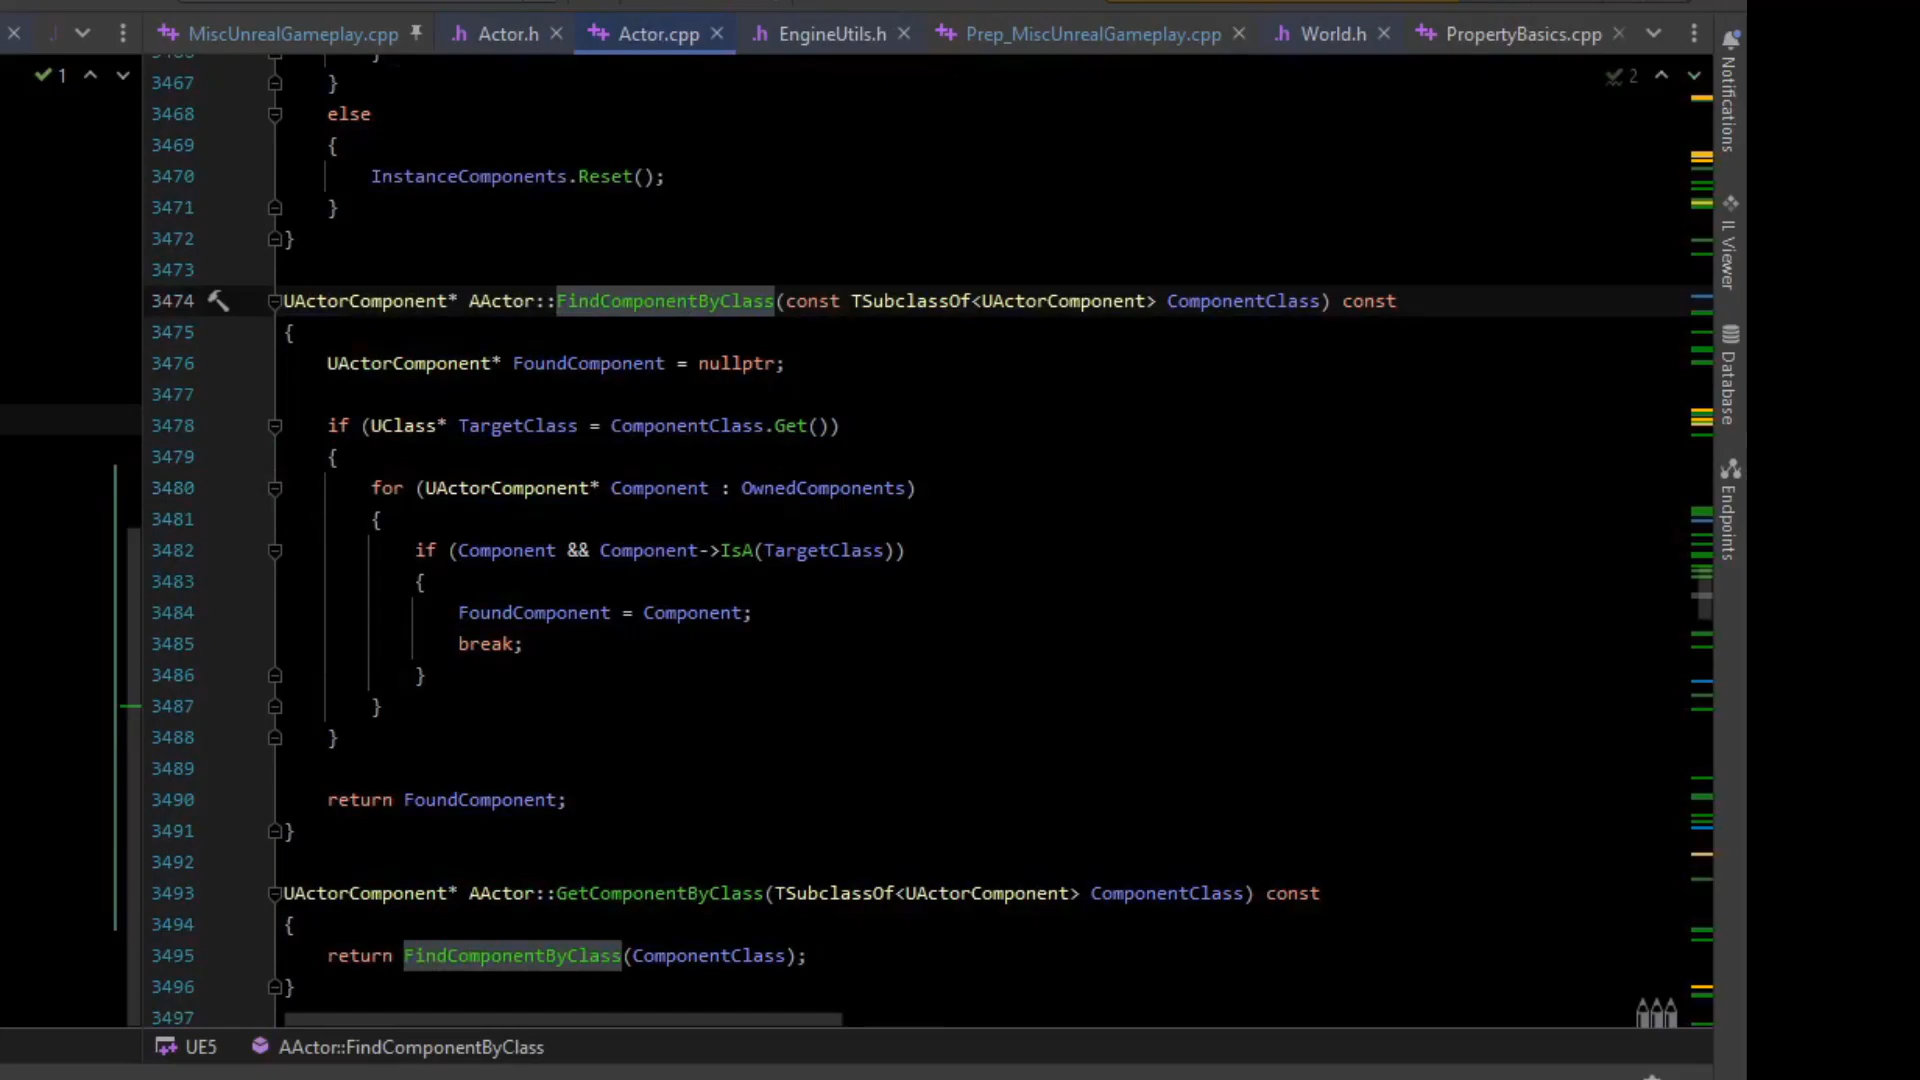 MiscUnrealGameplay.cpp Actor.h Actor.cpp EngineUtils.h Prep_MiscUnrealGameplay.cpp World.h PropertyBasics.cpp
1
2
3467 }
3468 else
3469 {
3470 InstanceComponents.Reset();
3471 }
3472 }
3473
3474 UActorComponent* AActor::FindComponentByClass(const TSubclassOf<UActorComponent> ComponentClass) const
3475 {
3476 UActorComponent* FoundComponent = nullptr;
3477
3478 if (UClass* TargetClass = ComponentClass.Get())
3479 {
3480 for (UActorComponent* Component : OwnedComponents)
3481 {
3482 if (Component && Component->IsA(TargetClass))
3483 {
3484 FoundComponent = Component;
3485 break;
3486 }
3487 }
3488 }
3489
3490 return FoundComponent;
3491 }
3492
3493 UActorComponent* AActor::GetComponentByClass(TSubclassOf<UActorComponent> ComponentClass) const
3494 {
3495 return FindComponentByClass(ComponentClass);
3496 }
3497
UE5 AActor::FindComponentByClass
Notifications
IL Viewer
Database
Endpoints